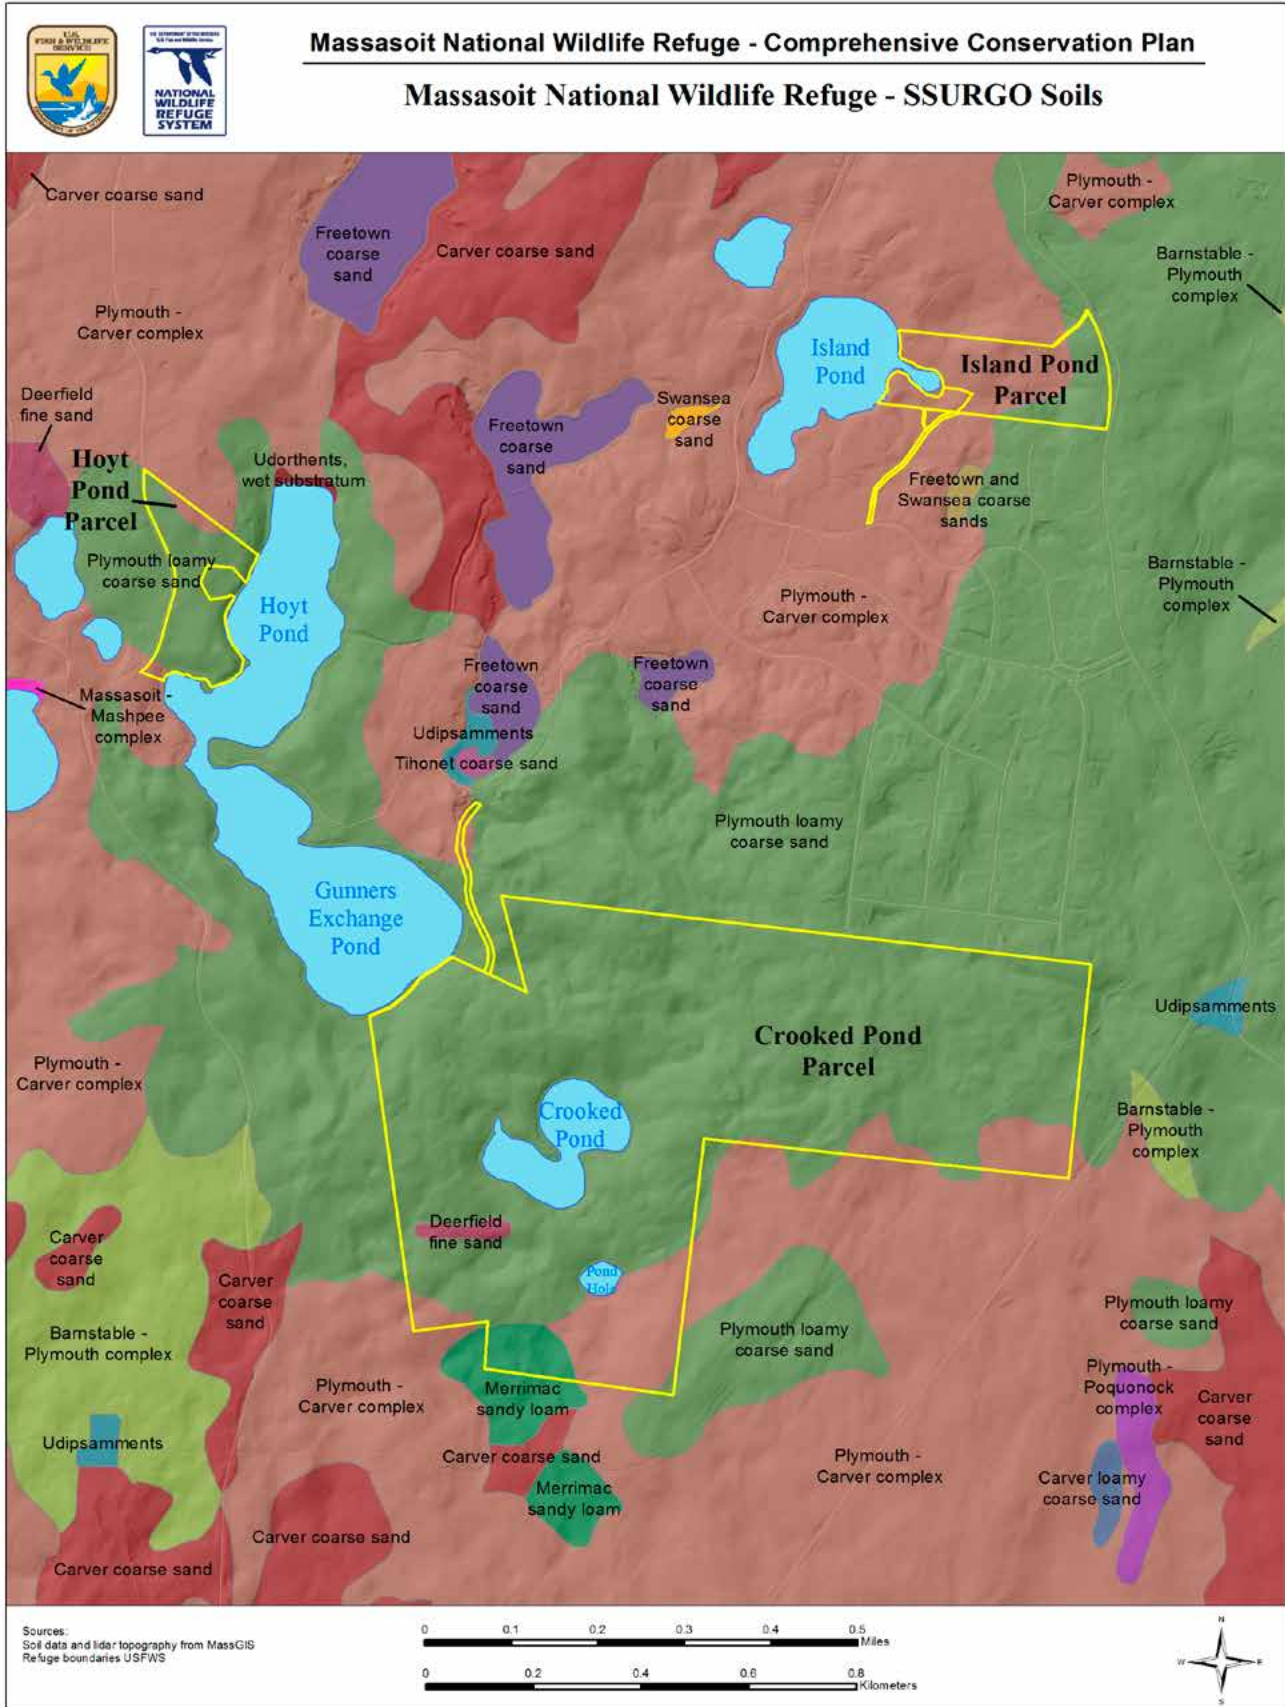 U.S.
FISH & WILDLIFE
SERVICE
NATIONAL
WILDLIFE
REFUGE
SYSTEM
Massasoit National Wildlife Refuge - Comprehensive Conservation Plan
Massasoit National Wildlife Refuge - SSURGO Soils
Carver coarse sand
Freetown
coarse
sand
Carver coarse sand
Plymouth -
Carver complex
Barnstable -
Plymouth
complex
Plymouth -
Carver complex
Island
Pond
Island Pond
Parcel
Deerfield
fine sand
Swansea
coarse
sand
Freetown
coarse
sand
Hoyt
Pond
Parcel
Udorthents,
wet substratum
Freetown and
Swansea coarse
sands
Plymouth loamy
coarse sand
Hoyt
Pond
Plymouth -
Carver complex
Barnstable -
Plymouth
complex
Freetown
coarse
sand
Freetown
coarse
sand
Massasoit -
Mashpee
complex
Udipsamments
Tihonet coarse sand
Plymouth loamy
coarse sand
Gunners
Exchange
Pond
Udipsamments
Crooked Pond
Parcel
Plymouth -
Carver complex
Crooked
Pond
Barnstable -
Plymouth
complex
Deerfield
fine sand
Carver
coarse
sand
Pond
Hole
Carver
coarse
sand
Plymouth loamy
coarse sand
Barnstable -
Plymouth complex
Plymouth loamy
coarse sand
Plymouth -
Carver complex
Merrimac
sandy loam
Plymouth -
Poquonock
complex
Carver
coarse
sand
Udipsamments
Carver coarse sand
Plymouth -
Carver complex
Carver loamy
coarse sand
Merrimac
sandy loam
Carver coarse sand
Carver coarse sand
Sources:
Soil data and lidar topography from MassGIS
Refuge boundaries USFWS
0 0.1 0.2 0.3 0.4 0.5
Miles
0 0.2 0.4 0.6 0.8
Kilometers
N
W E
S